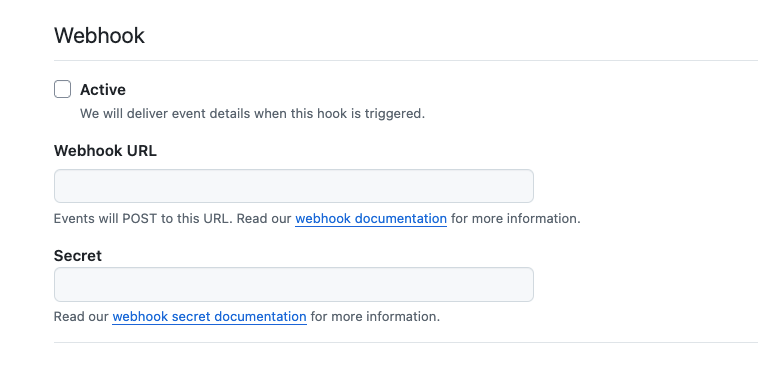 Webhook
Active
We will deliver event details when this hook is triggered.
Webhook URL
Events will POST to this URL. Read our webhook documentation for more information.
Secret
Read our webhook secret documentation for more information.